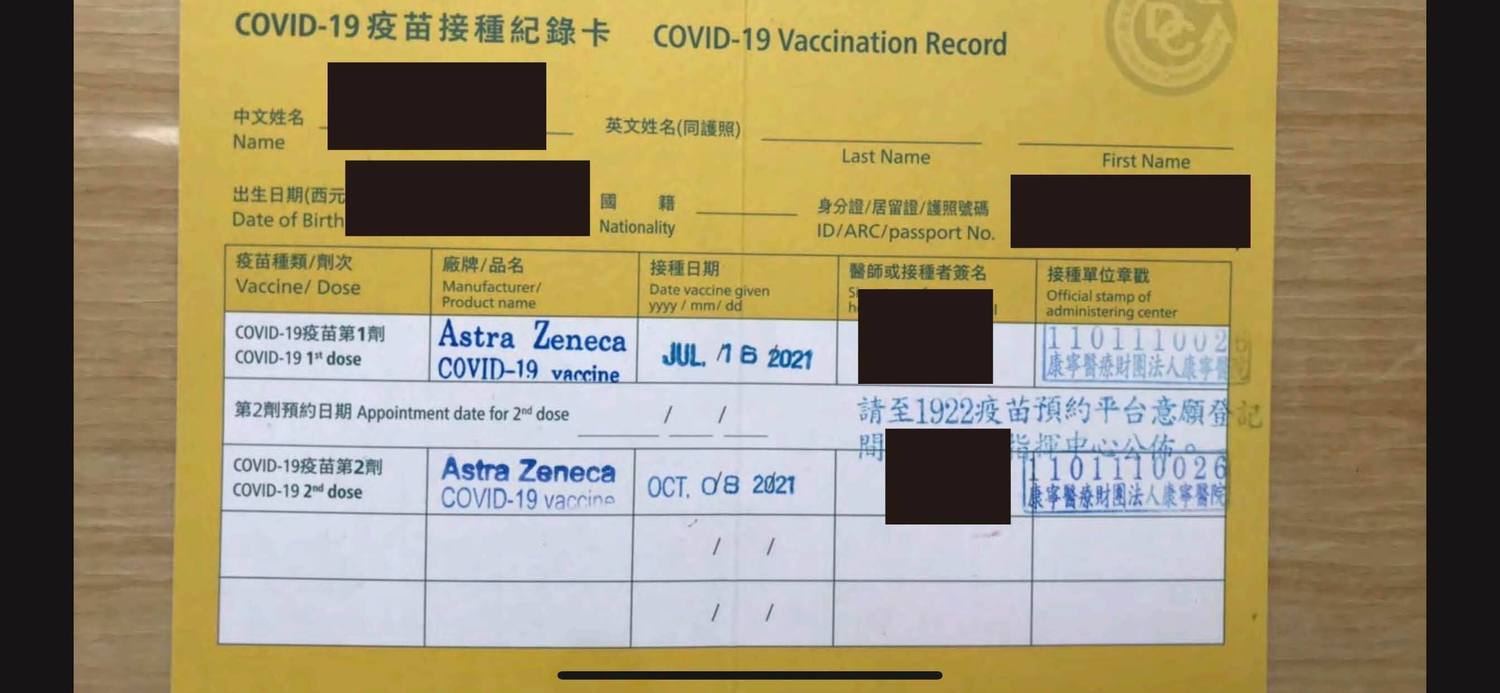 COVID-19疫苗接種紀錄卡 COVID-19 Vaccination Record
中文姓名
Name
英文姓名(同護照)
Last Name
First Name
出生日期(西元
Date of Birth
國 籍
Nationality
身分證/居留證/護照號碼
ID/ARC/passport No.
疫苗種類/劑次
Vaccine/ Dose
廠牌/品名
Manufacturer/
Product name
接種日期
Date vaccine given
yyyy / mm/ dd
醫師或接種者簽名
接種單位章戳
Official stamp of
administering center
COVID-19疫苗第1劑
COVID-19 1st dose
Astra Zeneca
COVID-19 vaccine
JUL. 16 2021
1101110026
康寧醫療財團法人康寧醫院
第2劑預約日期 Appointment date for 2nd dose / /
請至1922疫苗預約平台意願登記
間 指揮中心公佈。
COVID-19疫苗第2劑
COVID-19 2nd dose
Astra Zeneca
COVID-19 vaccine
OCT. 08 2021
1101110026
康寧醫療財團法人康寧醫院
/ /
/ /